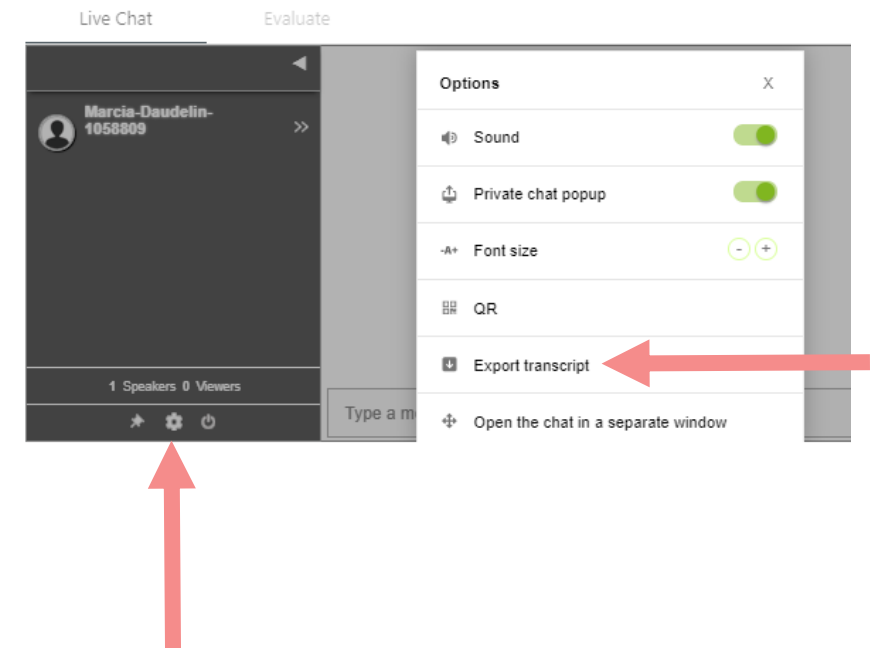 Live Chat
Evaluate
Marcia-Daudelin-
1058809
1 Speakers 0 Viewers
Type a m
Options
X
Sound
Private chat popup
-A+
Font size
- +
QR
Export transcript
Open the chat in a separate window